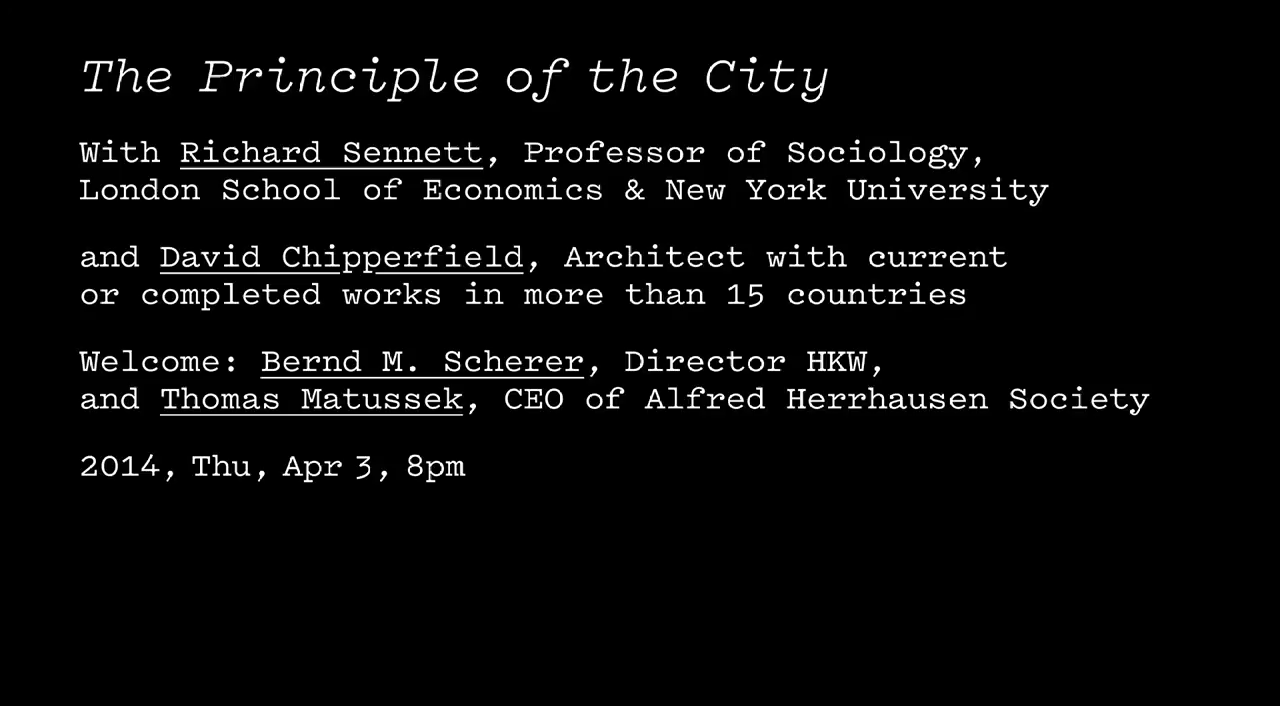 The Principle of the City
With Richard Sennett, Professor of Sociology,
London School of Economics & New York University
and David Chipperfield, Architect with current
or completed works in more than 15 countries
Welcome: Bernd M. Scherer, Director HKW,
and Thomas Matussek, CEO of Alfred Herrhausen Society
2014, Thu, Apr 3, 8pm